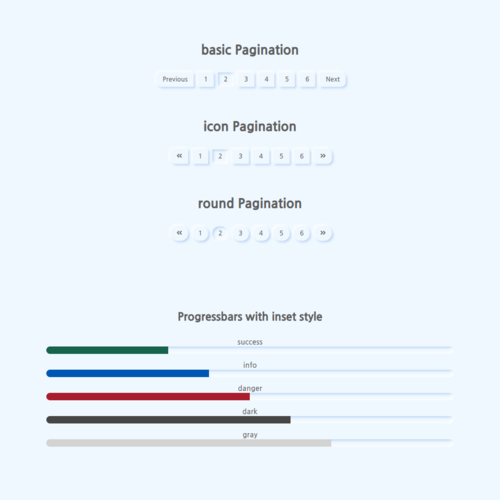 basic Pagination
Previous 1 2 3 4 5 6 Next
icon Pagination
« 1 2 3 4 5 6 »
round Pagination
« 1 2 3 4 5 6 »
Progressbars with inset style
success
info
danger
dark
gray